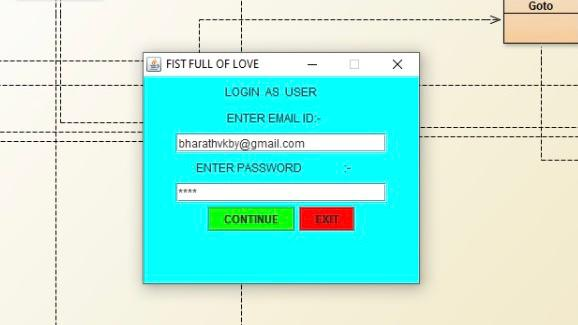 Goto
FIST FULL OF LOVE
LOGIN AS USER
ENTER EMAIL ID:-
bharathvkby@gmail.com
ENTER PASSWORD :-
****
CONTINUE EXIT